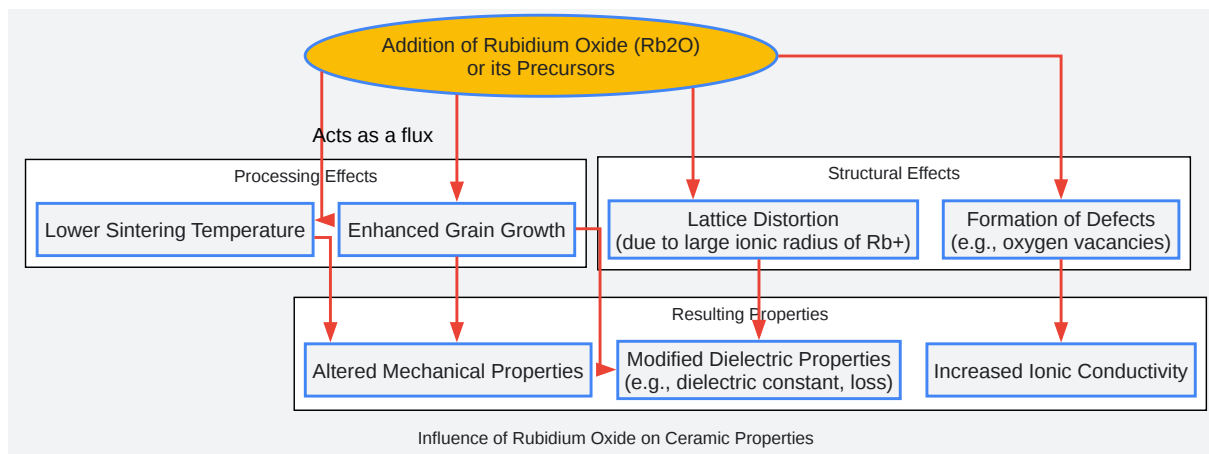 Addition of Rubidium Oxide (Rb2O)
or its Precursors
Acts as a flux
Processing Effects
Structural Effects
Lower Sintering Temperature
Enhanced Grain Growth
Lattice Distortion
(due to large ionic radius of Rb+)
Formation of Defects
(e.g., oxygen vacancies)
Resulting Properties
Altered Mechanical Properties
Modified Dielectric Properties
(e.g., dielectric constant, loss)
Increased Ionic Conductivity
Influence of Rubidium Oxide on Ceramic Properties